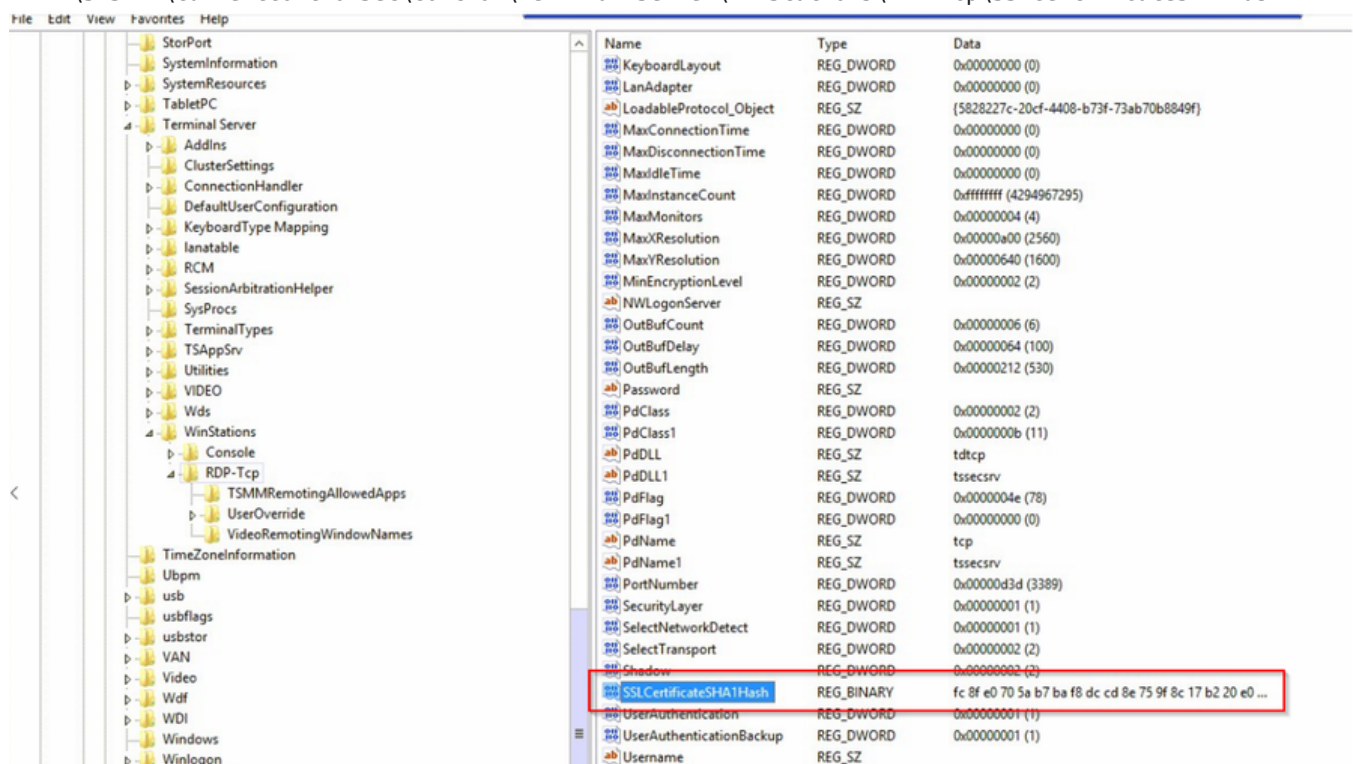 File Edit View Favorites Help
StorPort
SystemInformation
SystemResources
TabletPC
Terminal Server
AddIns
ClusterSettings
ConnectionHandler
DefaultUserConfiguration
KeyboardType Mapping
lanatable
RCM
SessionArbitrationHelper
SysProcs
TerminalTypes
TSAppSrv
Utilities
VIDEO
Wds
WinStations
Console
RDP-Tcp
TSMMRemotingAllowedApps
UserOverride
VideoRemotingWindowNames
TimeZoneInformation
Ubpm
usb
usbflags
usbstor
VAN
Video
Wdf
WDI
Windows
Winlogon
Name Type Data
KeyboardLayout REG_DWORD 0x00000000 (0)
LanAdapter REG_DWORD 0x00000000 (0)
LoadableProtocol_Object REG_SZ {5828227c-20cf-4408-b73f-73ab70b8849f}
MaxConnectionTime REG_DWORD 0x00000000 (0)
MaxDisconnectionTime REG_DWORD 0x00000000 (0)
MaxIdleTime REG_DWORD 0x00000000 (0)
MaxInstanceCount REG_DWORD 0xffffffff (4294967295)
MaxMonitors REG_DWORD 0x00000004 (4)
MaxXResolution REG_DWORD 0x00000a00 (2560)
MaxYResolution REG_DWORD 0x00000640 (1600)
MinEncryptionLevel REG_DWORD 0x00000002 (2)
NWLogonServer REG_SZ
OutBufCount REG_DWORD 0x00000006 (6)
OutBufDelay REG_DWORD 0x00000064 (100)
OutBufLength REG_DWORD 0x00000212 (530)
Password REG_SZ
PdClass REG_DWORD 0x00000002 (2)
PdClass1 REG_DWORD 0x0000000b (11)
PdDLL REG_SZ tdtcp
PdDLL1 REG_SZ tssecsrv
PdFlag REG_DWORD 0x0000004e (78)
PdFlag1 REG_DWORD 0x00000000 (0)
PdName REG_SZ tcp
PdName1 REG_SZ tssecsrv
PortNumber REG_DWORD 0x00000d3d (3389)
SecurityLayer REG_DWORD 0x00000001 (1)
SelectNetworkDetect REG_DWORD 0x00000001 (1)
SelectTransport REG_DWORD 0x00000002 (2)
Shadow REG_DWORD 0x00000002 (2)
SSLCertificateSHA1Hash REG_BINARY fc 8f e0 70 5a b7 ba f8 dc cd 8e 75 9f 8c 17 b2 20 e0 ...
UserAuthentication REG_DWORD 0x00000001 (1)
UserAuthenticationBackup REG_DWORD 0x00000001 (1)
Username REG_SZ